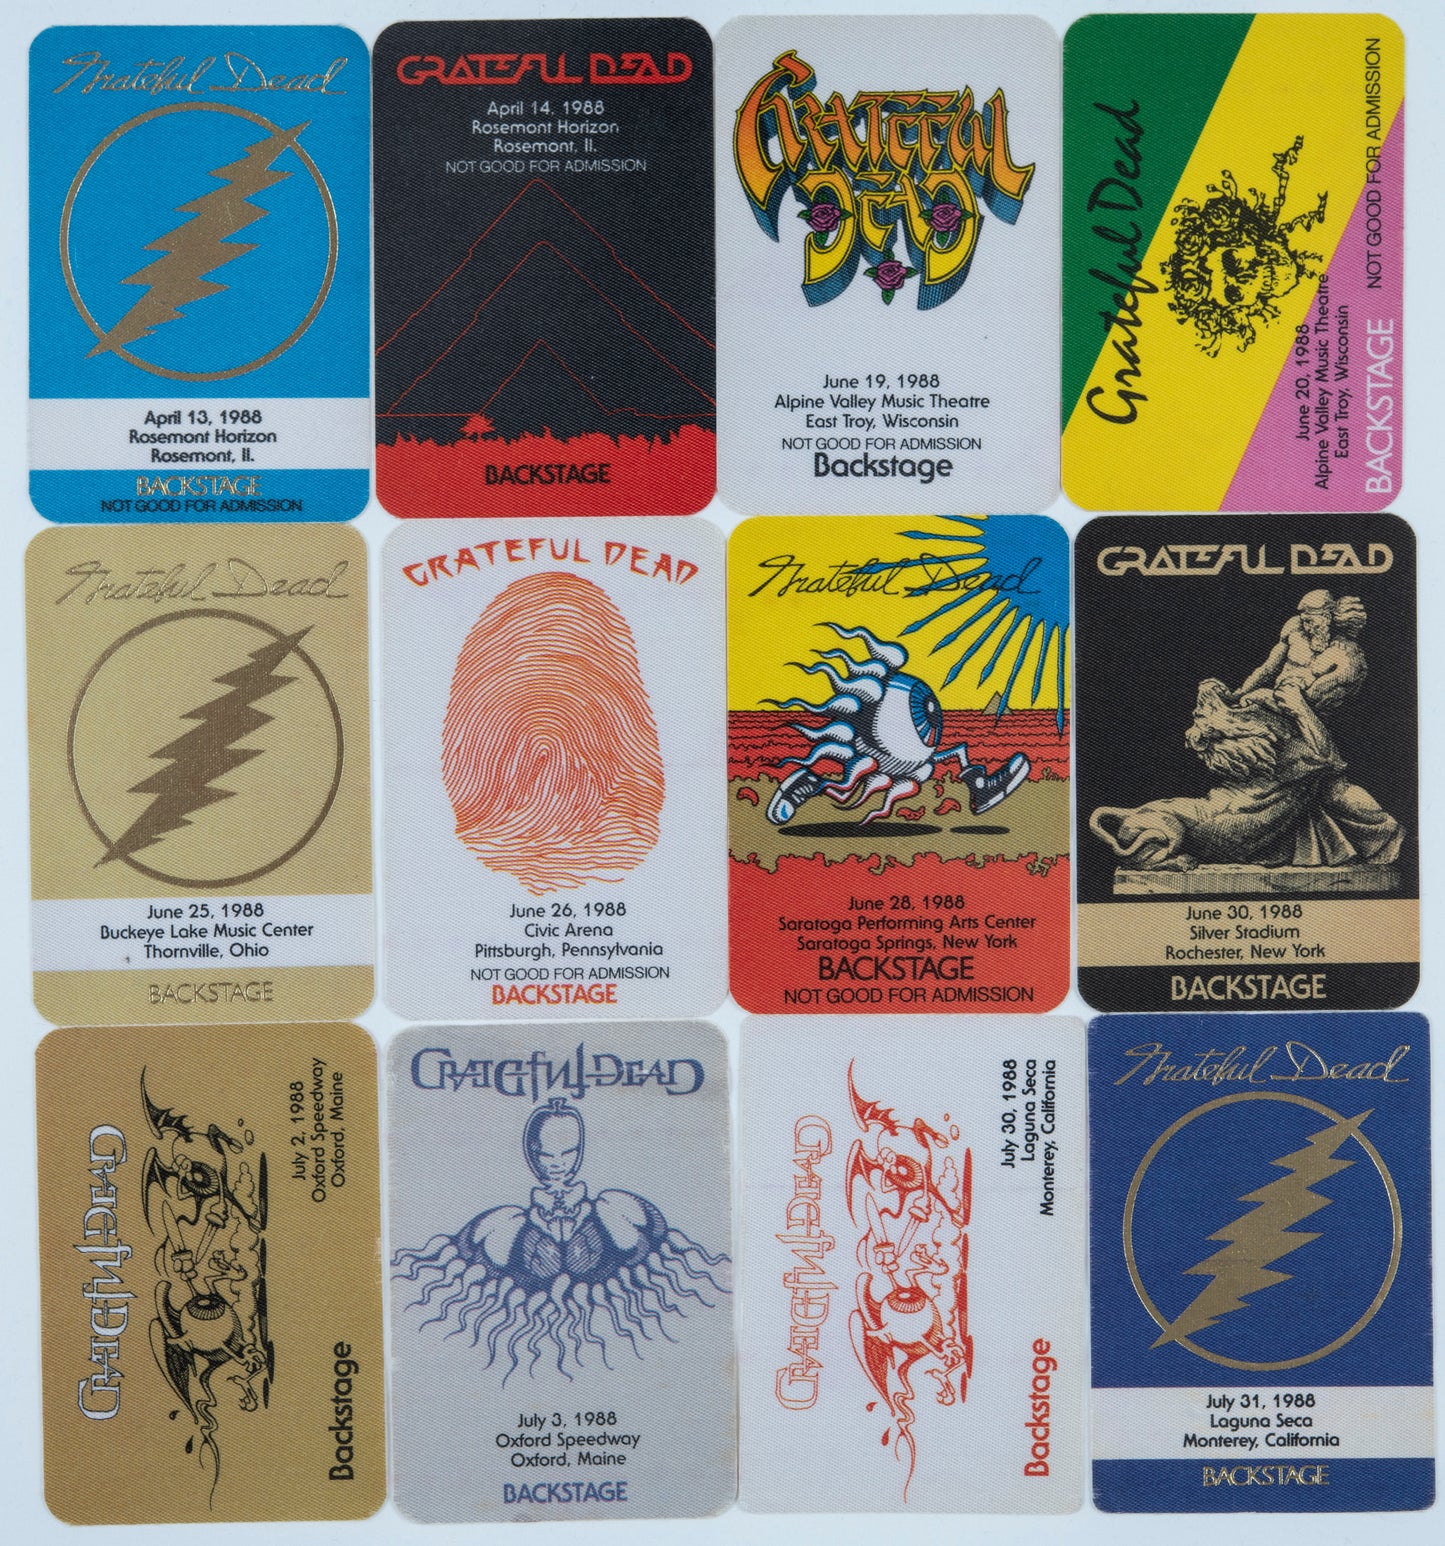 Grateful Dead
April 13, 1988
Rosemont Horizon
Rosemont, Il.
BACKSTAGE
NOT GOOD FOR ADMISSION
GRATEFUL DEAD
April 14, 1988
Rosemont Horizon
Rosemont, Il.
NOT GOOD FOR ADMISSION
BACKSTAGE
GRATEFUL
DEAD
June 19, 1988
Alpine Valley Music Theatre
East Troy, Wisconsin
NOT GOOD FOR ADMISSION
Backstage
Grateful Dead
June 20, 1988
Alpine Valley Music Theatre
East Troy, Wisconsin
NOT GOOD FOR ADMISSION
BACKSTAGE
Grateful Dead
June 25, 1988
Buckeye Lake Music Center
Thornville, Ohio
BACKSTAGE
GRATEFUL DEAD
June 26, 1988
Civic Arena
Pittsburgh, Pennsylvania
NOT GOOD FOR ADMISSION
BACKSTAGE
Grateful Dead
June 28, 1988
Saratoga Performing Arts Center
Saratoga Springs, New York
BACKSTAGE
NOT GOOD FOR ADMISSION
GRATEFUL DEAD
June 30, 1988
Silver Stadium
Rochester, New York
BACKSTAGE
GRATEFUL DEAD
July 2, 1988
Oxford Speedway
Oxford, Maine
Backstage
GRATEFUL DEAD
July 3, 1988
Oxford Speedway
Oxford, Maine
BACKSTAGE
GRATEFUL DEAD
July 30, 1988
Laguna Seca
Monterey, California
Backstage
Grateful Dead
July 31, 1988
Laguna Seca
Monterey, California
BACKSTAGE